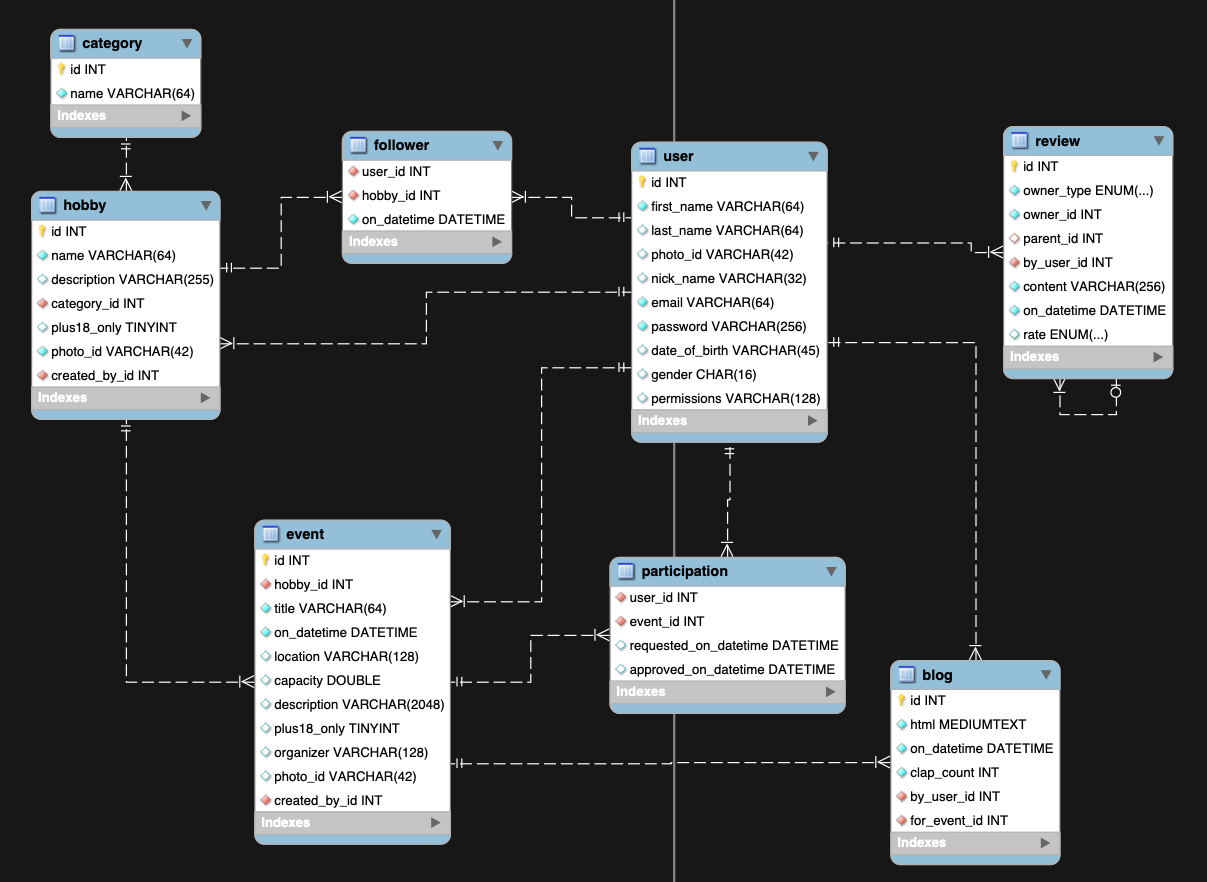 category
id INT
name VARCHAR(64)
Indexes
hobby
id INT
name VARCHAR(64)
description VARCHAR(255)
category_id INT
plus18_only TINYINT
photo_id VARCHAR(42)
created_by_id INT
Indexes
follower
user_id INT
hobby_id INT
on_datetime DATETIME
Indexes
user
id INT
first_name VARCHAR(64)
last_name VARCHAR(64)
photo_id VARCHAR(42)
nick_name VARCHAR(32)
email VARCHAR(64)
password VARCHAR(256)
date_of_birth VARCHAR(45)
gender CHAR(16)
permissions VARCHAR(128)
Indexes
review
id INT
owner_type ENUM(...)
owner_id INT
parent_id INT
by_user_id INT
content VARCHAR(256)
on_datetime DATETIME
rate ENUM(...)
Indexes
event
id INT
hobby_id INT
title VARCHAR(64)
on_datetime DATETIME
location VARCHAR(128)
capacity DOUBLE
description VARCHAR(2048)
plus18_only TINYINT
organizer VARCHAR(128)
photo_id VARCHAR(42)
created_by_id INT
Indexes
participation
user_id INT
event_id INT
requested_on_datetime DATETIME
approved_on_datetime DATETIME
Indexes
blog
id INT
html MEDIUMTEXT
on_datetime DATETIME
clap_count INT
by_user_id INT
for_event_id INT
Indexes